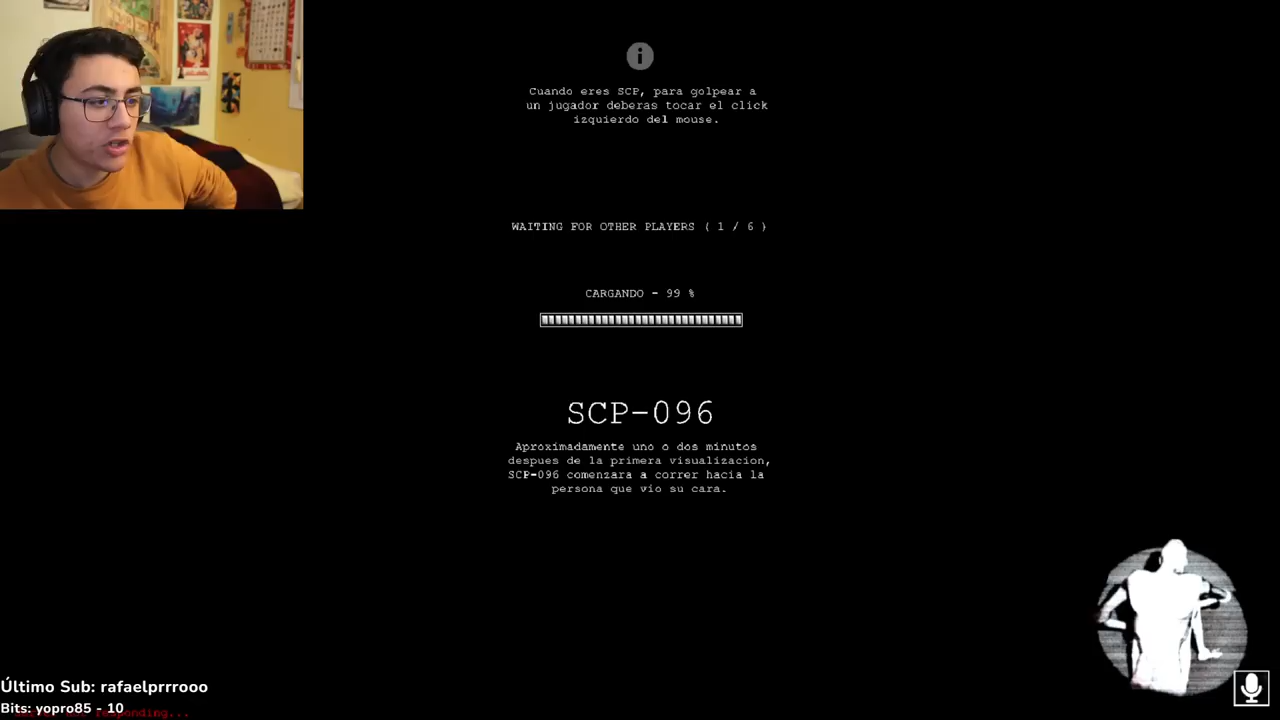 i
Cuando eres SCP, para golpear a
un jugador deberas tocar el click
izquierdo del mouse.
WAITING FOR OTHER PLAYERS ( 1 / 6 )
CARGANDO - 99 %
SCP-096
Aproximadamente uno o dos minutos
despues de la primera visualizacion,
SCP-096 comenzara a correr hacia la
persona que vio su cara.
Último Sub: rafaelprrrooo
Bits: yopro85 - 10
responding...